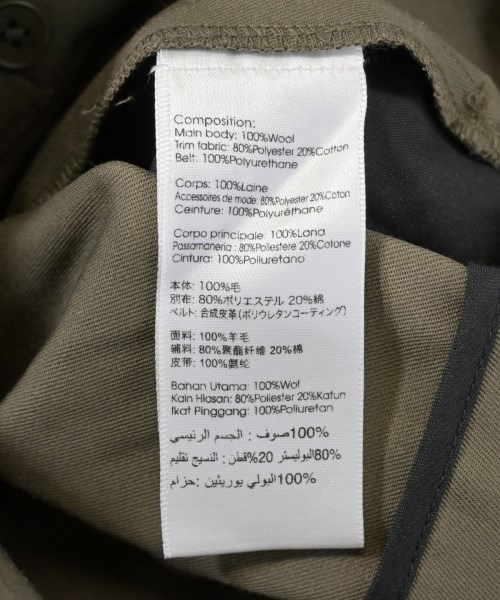 Composition:
Main body: 100%Wool
Trim fabric: 80%Polyester 20%Cotton
Belt: 100%Polyurethane
Corps: 100%Laine
Accessoires de mode: 80%Polyester 20%Coton
Ceinture: 100%Polyuréthane
Corpo principale: 100%Lana
Passamaneria : 80%Poliestere 20%Cotone
Cintura: 100%Poliuretano
本体: 100%毛
別布: 80%ポリエステル 20%綿
ベルト: 合成皮革(ポリウレタンコーティング)
面料: 100%羊毛
辅料: 80%聚酯纤维 20%棉
皮带: 100%氨纶
Banan Utama: 100%Wol
Kain Hiasan: 80%Poliester 20%Katun
Ikat Pinggang: 100%Poliuretan
100%صوف : الجسم الرئيسي
80%البوليستر 20%قطن: النسيج تقليم
100%البولي يوريثين :حزام